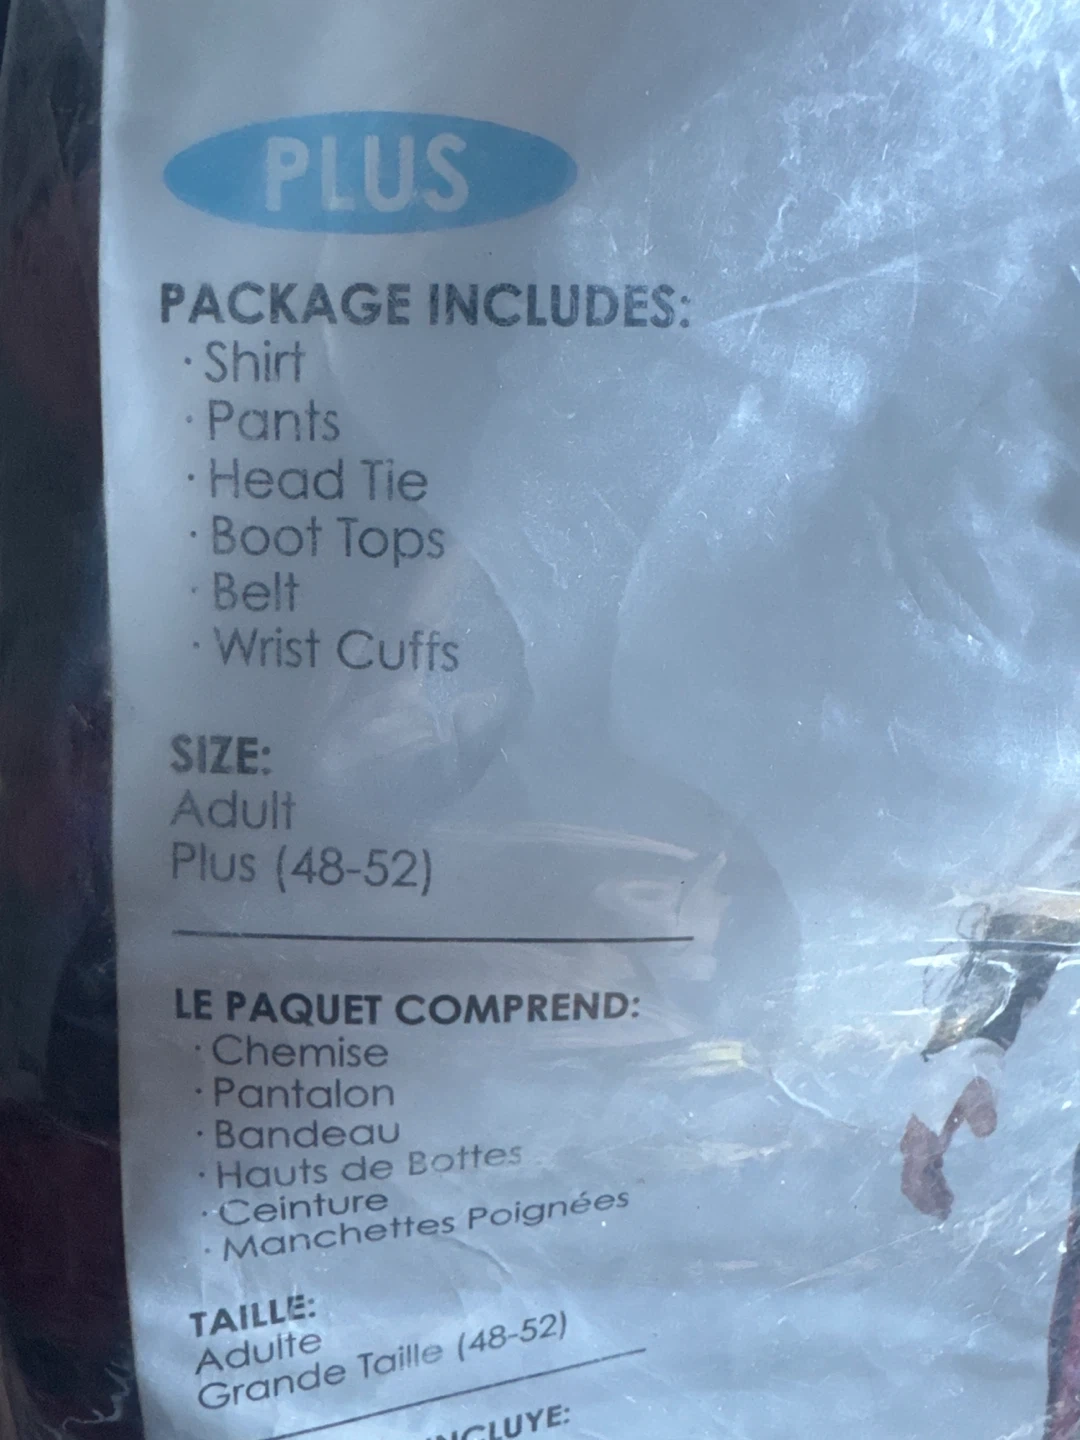 PLUS
PACKAGE INCLUDES:
· Shirt
· Pants
· Head Tie
· Boot Tops
· Belt
· Wrist Cuffs
SIZE:
Adult
Plus (48-52)
LE PAQUET COMPREND:
· Chemise
· Pantalon
· Bandeau
· Hauts de Bottes
· Ceinture
· Manchettes Poignées
TAILLE:
Adulte
Grande Taille (48-52)